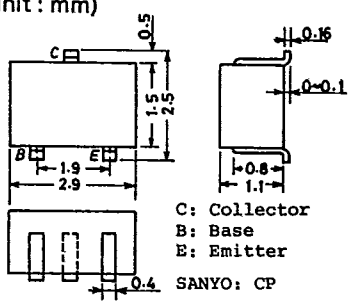 nit : mm)
0.5
C
0.16
1.5
2.5
0~0.1
B
E
1.9
2.9
0.8
1.1
C: Collector
B: Base
E: Emitter
0.4
SANYO: CP